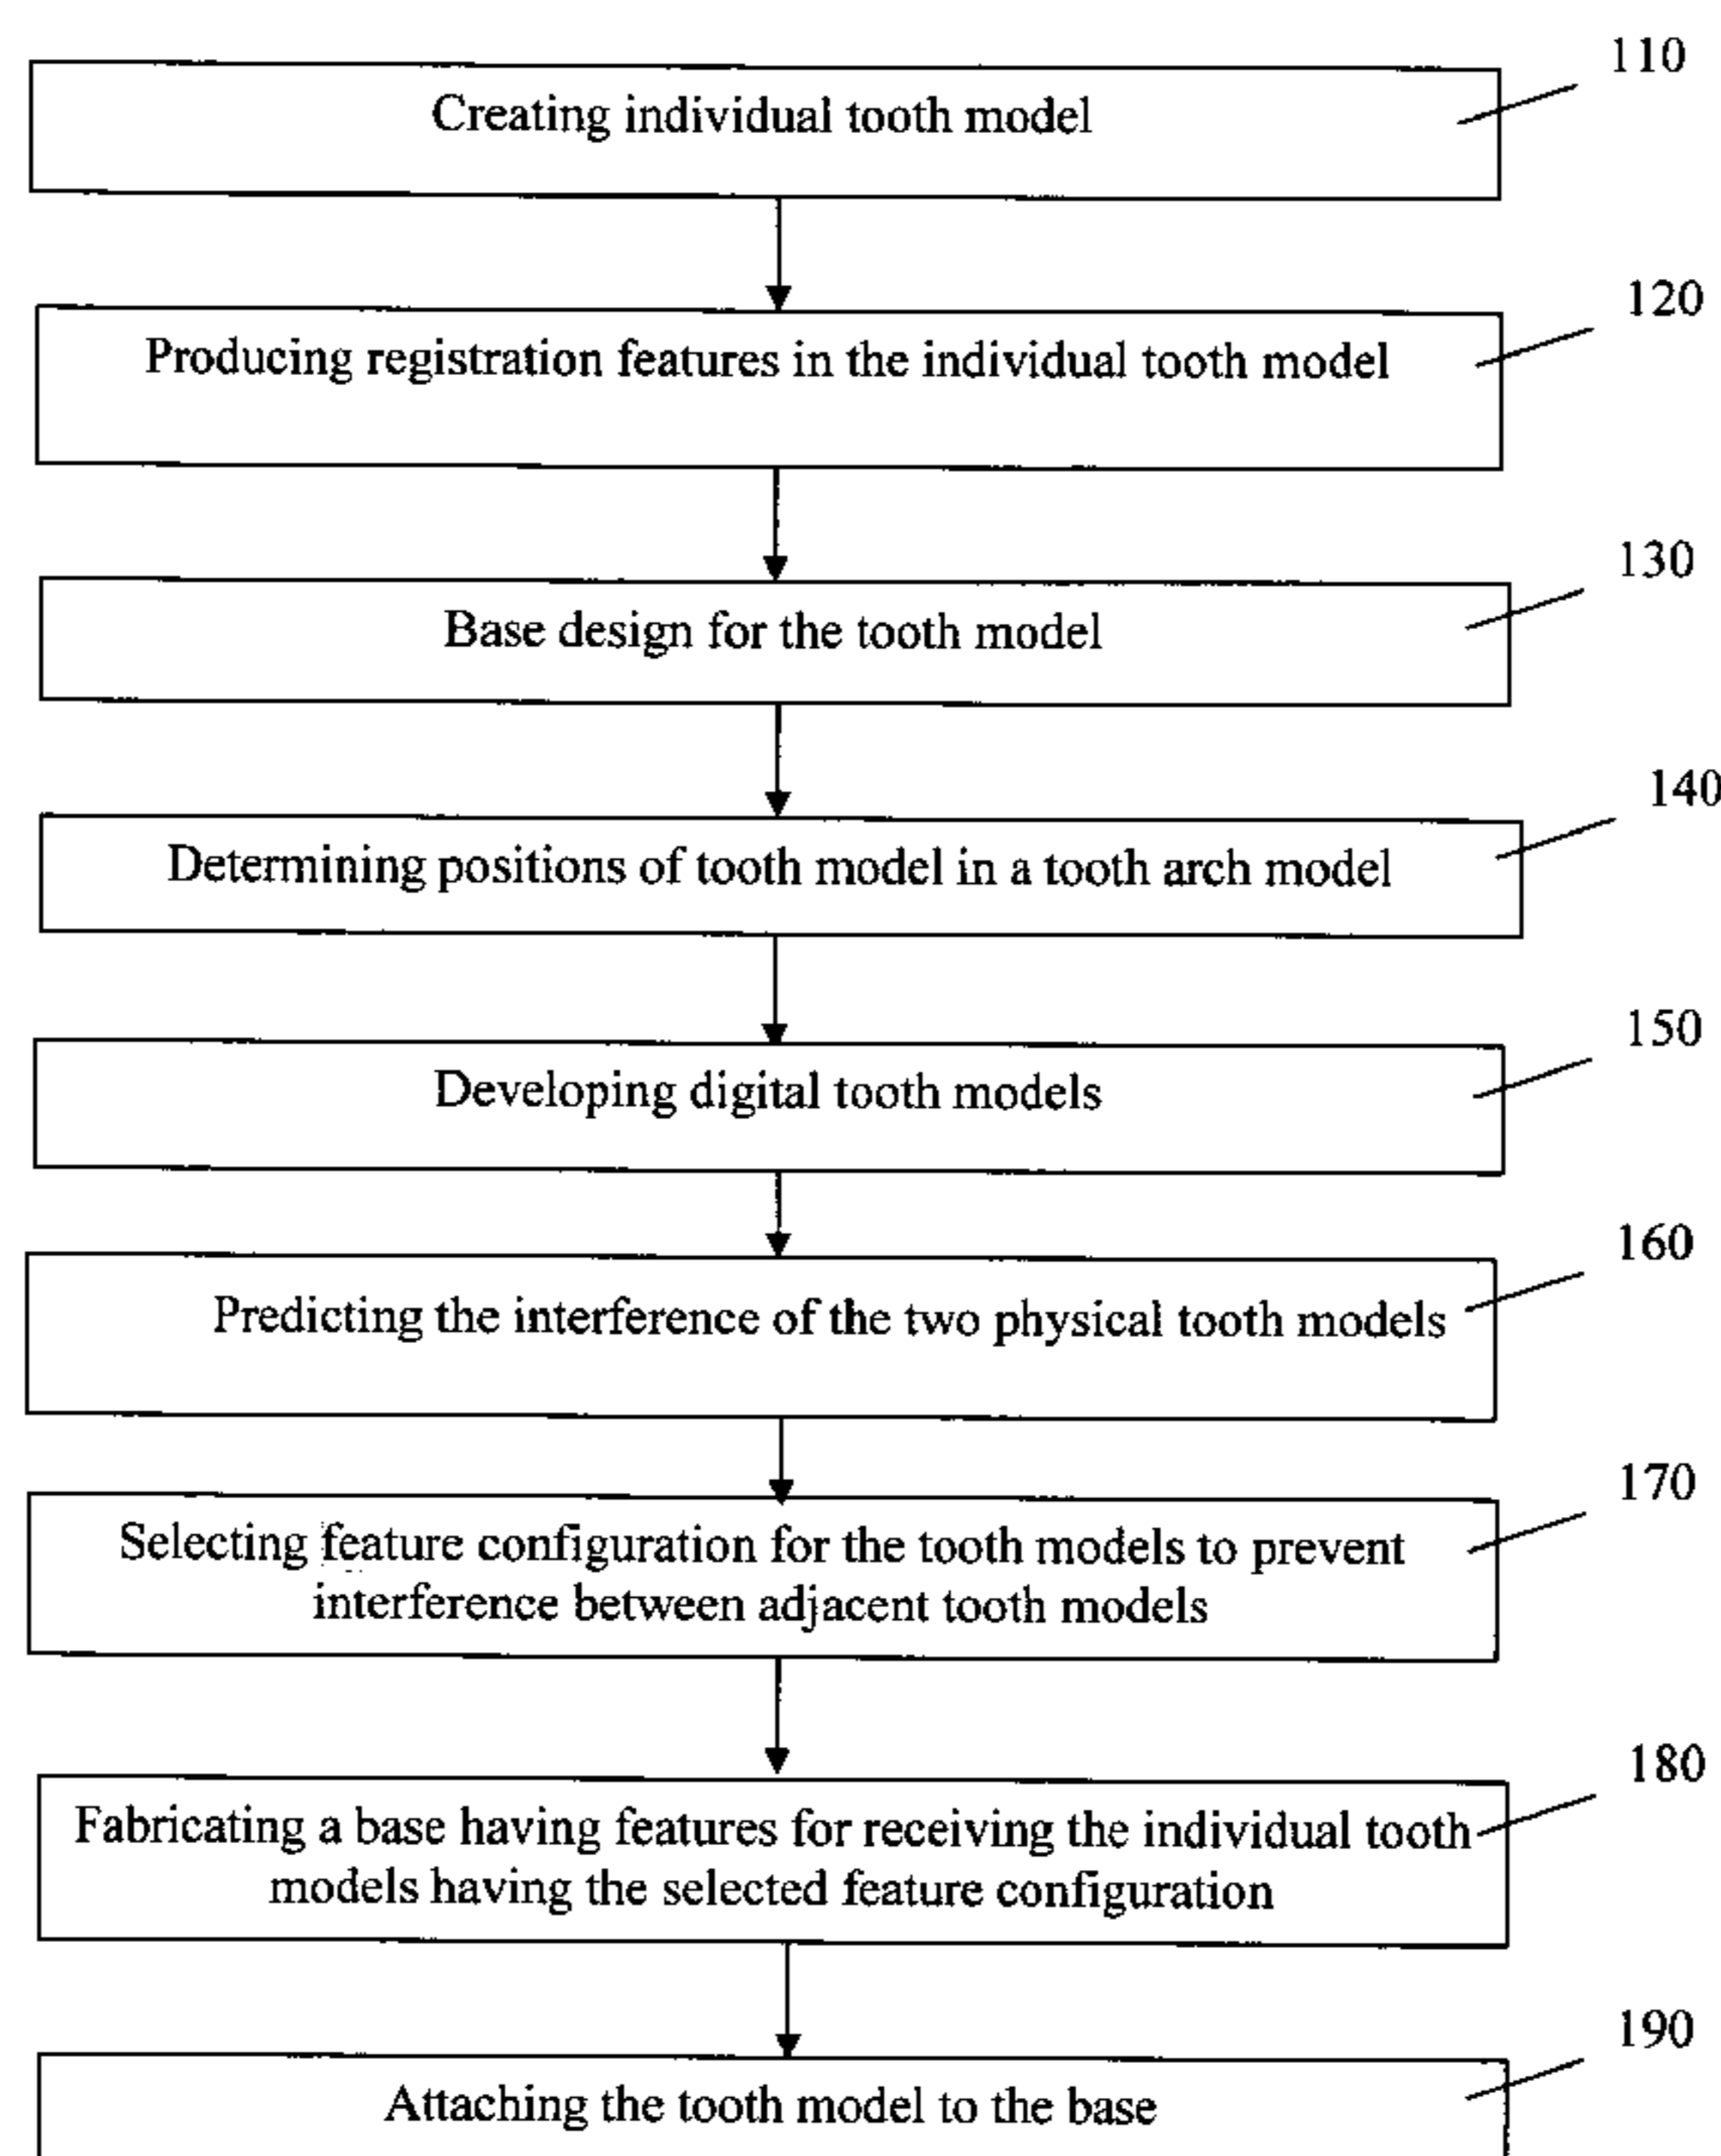 110
Creating individual tooth model
120
Producing registration features in the individual tooth model
130
Base design for the tooth model
140
Determining positions of tooth model in a tooth arch model
150
Developing digital tooth models
160
Predicting the interference of the two physical tooth models
170
Selecting feature configuration for the tooth models to prevent
interference between adjacent tooth models
180
Fabricating a base having features for receiving the individual tooth
models having the selected feature configuration
190
Attaching the tooth model to the base